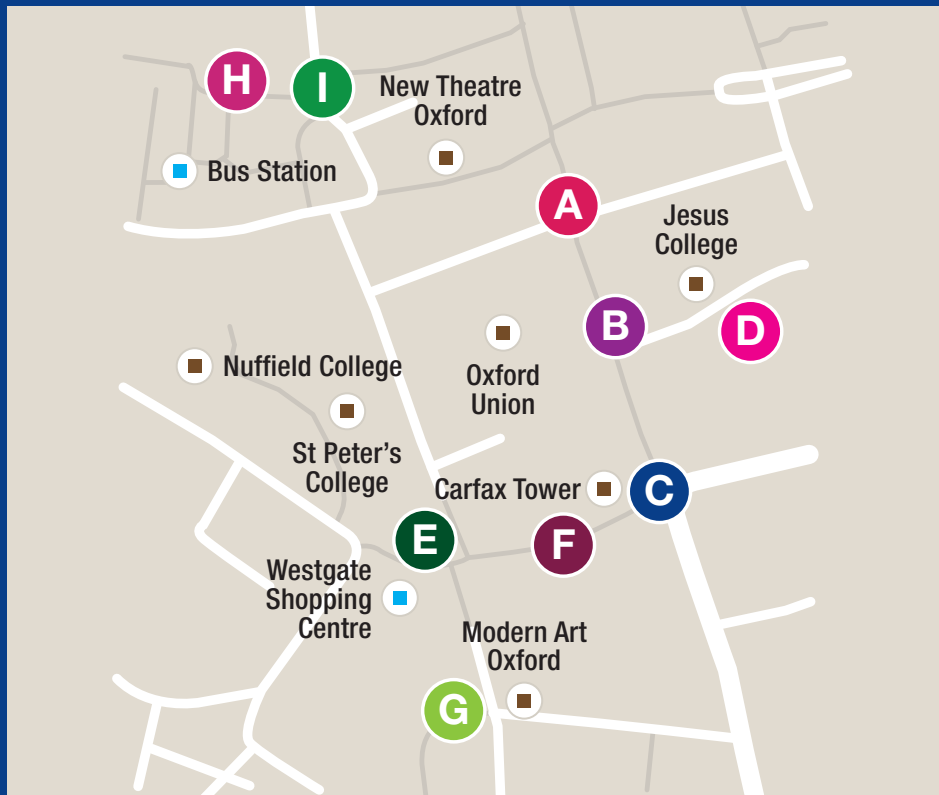 H
I
New Theatre
Oxford
Bus Station
A
Jesus
College
B
D
Oxford
Union
Nuffield College
St Peter's
College
Carfax Tower
C
E
F
Westgate
Shopping
Centre
Modern Art
Oxford
G